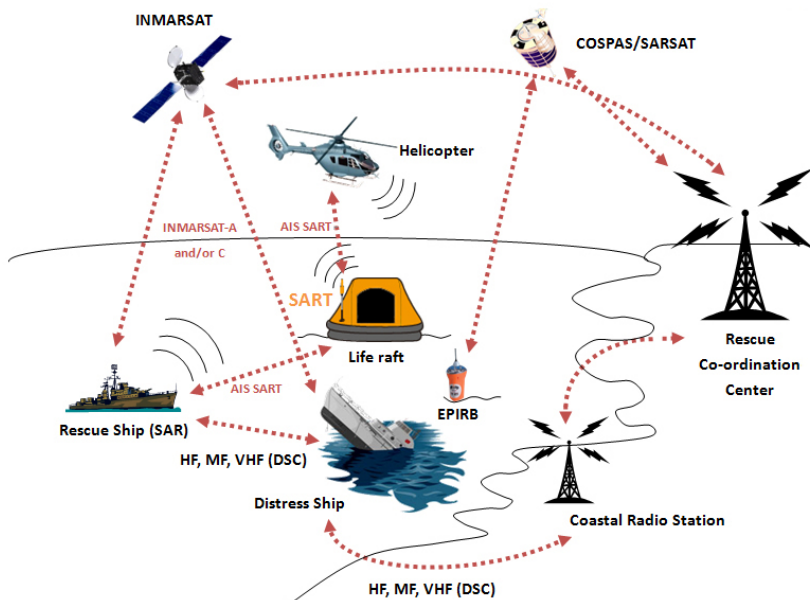 INMARSAT
COSPAS/SARSAT
Helicopter
INMARSAT-A
and/or C
AIS SART
SART
Life raft
Rescue
Co-ordination
Center
AIS SART
EPIRB
Rescue Ship (SAR)
HF, MF, VHF (DSC)
Distress Ship
Coastal Radio Station
HF, MF, VHF (DSC)